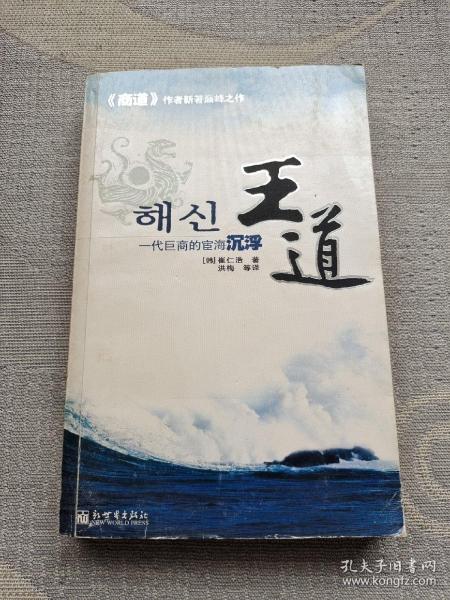 《商道》作者新著巅峰之作
해신 王道
一代巨商的宦海沉浮
[韩]崔仁浩 著
洪梅 等译
新世界出版社
NEW WORLD PRESS
孔夫子旧书网
www.kongfz.com